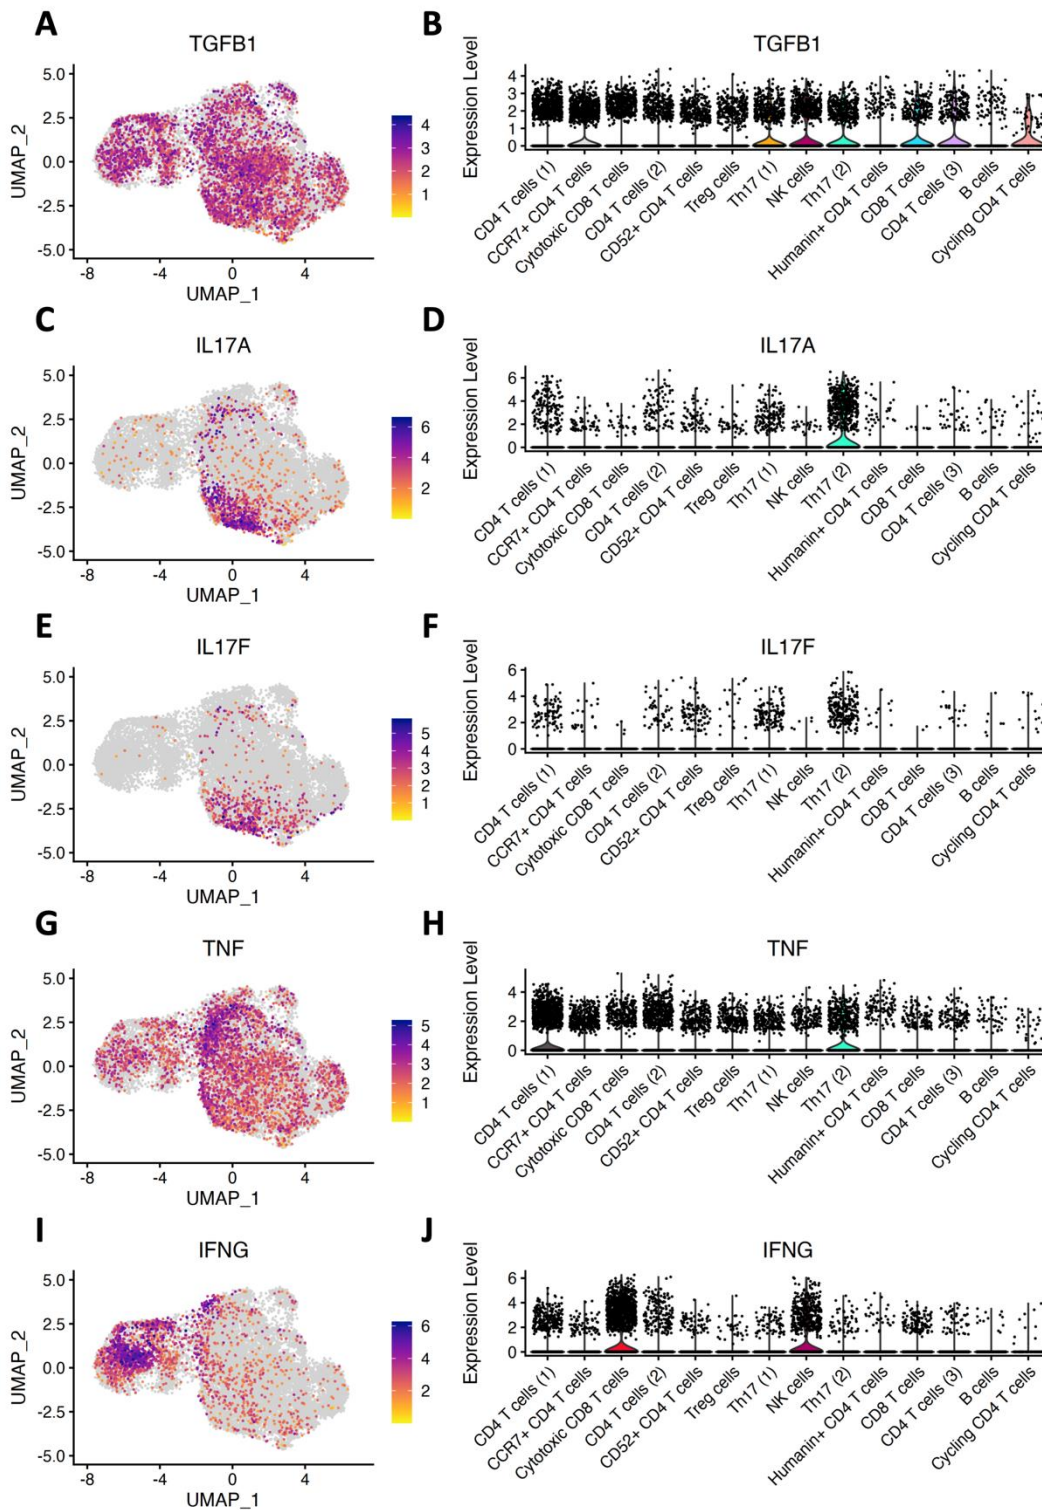 A
TGFB1
5.0
2.5
0.0
-2.5
-5.0
UMAP_2
-8 -4 0 4
UMAP_1
4
3
2
1
B
TGFB1
Expression Level
4
3
2
1
0
CD4 T cells (1)
CCR7+ CD4 T cells
Cytotoxic CD8 T cells
CD4 T cells (2)
CD52+ CD4 T cells
Treg cells
Th17 (1)
NK cells
Th17 (2)
Humanin+ CD4 T cells
CD8 T cells
CD4 T cells (3)
B cells
Cycling CD4 T cells
C
IL17A
5.0
2.5
0.0
-2.5
-5.0
UMAP_2
-8 -4 0 4
UMAP_1
6
4
2
D
IL17A
Expression Level
6
4
2
0
CD4 T cells (1)
CCR7+ CD4 T cells
Cytotoxic CD8 T cells
CD4 T cells (2)
CD52+ CD4 T cells
Treg cells
Th17 (1)
NK cells
Th17 (2)
Humanin+ CD4 T cells
CD8 T cells
CD4 T cells (3)
B cells
Cycling CD4 T cells
E
IL17F
5.0
2.5
0.0
-2.5
-5.0
UMAP_2
-8 -4 0 4
UMAP_1
5
4
3
2
1
F
IL17F
Expression Level
6
4
2
0
CD4 T cells (1)
CCR7+ CD4 T cells
Cytotoxic CD8 T cells
CD4 T cells (2)
CD52+ CD4 T cells
Treg cells
Th17 (1)
NK cells
Th17 (2)
Humanin+ CD4 T cells
CD8 T cells
CD4 T cells (3)
B cells
Cycling CD4 T cells
G
TNF
5.0
2.5
0.0
-2.5
-5.0
UMAP_2
-8 -4 0 4
UMAP_1
5
4
3
2
1
H
TNF
Expression Level
4
2
0
CD4 T cells (1)
CCR7+ CD4 T cells
Cytotoxic CD8 T cells
CD4 T cells (2)
CD52+ CD4 T cells
Treg cells
Th17 (1)
NK cells
Th17 (2)
Humanin+ CD4 T cells
CD8 T cells
CD4 T cells (3)
B cells
Cycling CD4 T cells
I
IFNG
5.0
2.5
0.0
-2.5
-5.0
UMAP_2
-8 -4 0 4
UMAP_1
6
4
2
J
IFNG
Expression Level
6
4
2
0
CD4 T cells (1)
CCR7+ CD4 T cells
Cytotoxic CD8 T cells
CD4 T cells (2)
CD52+ CD4 T cells
Treg cells
Th17 (1)
NK cells
Th17 (2)
Humanin+ CD4 T cells
CD8 T cells
CD4 T cells (3)
B cells
Cycling CD4 T cells